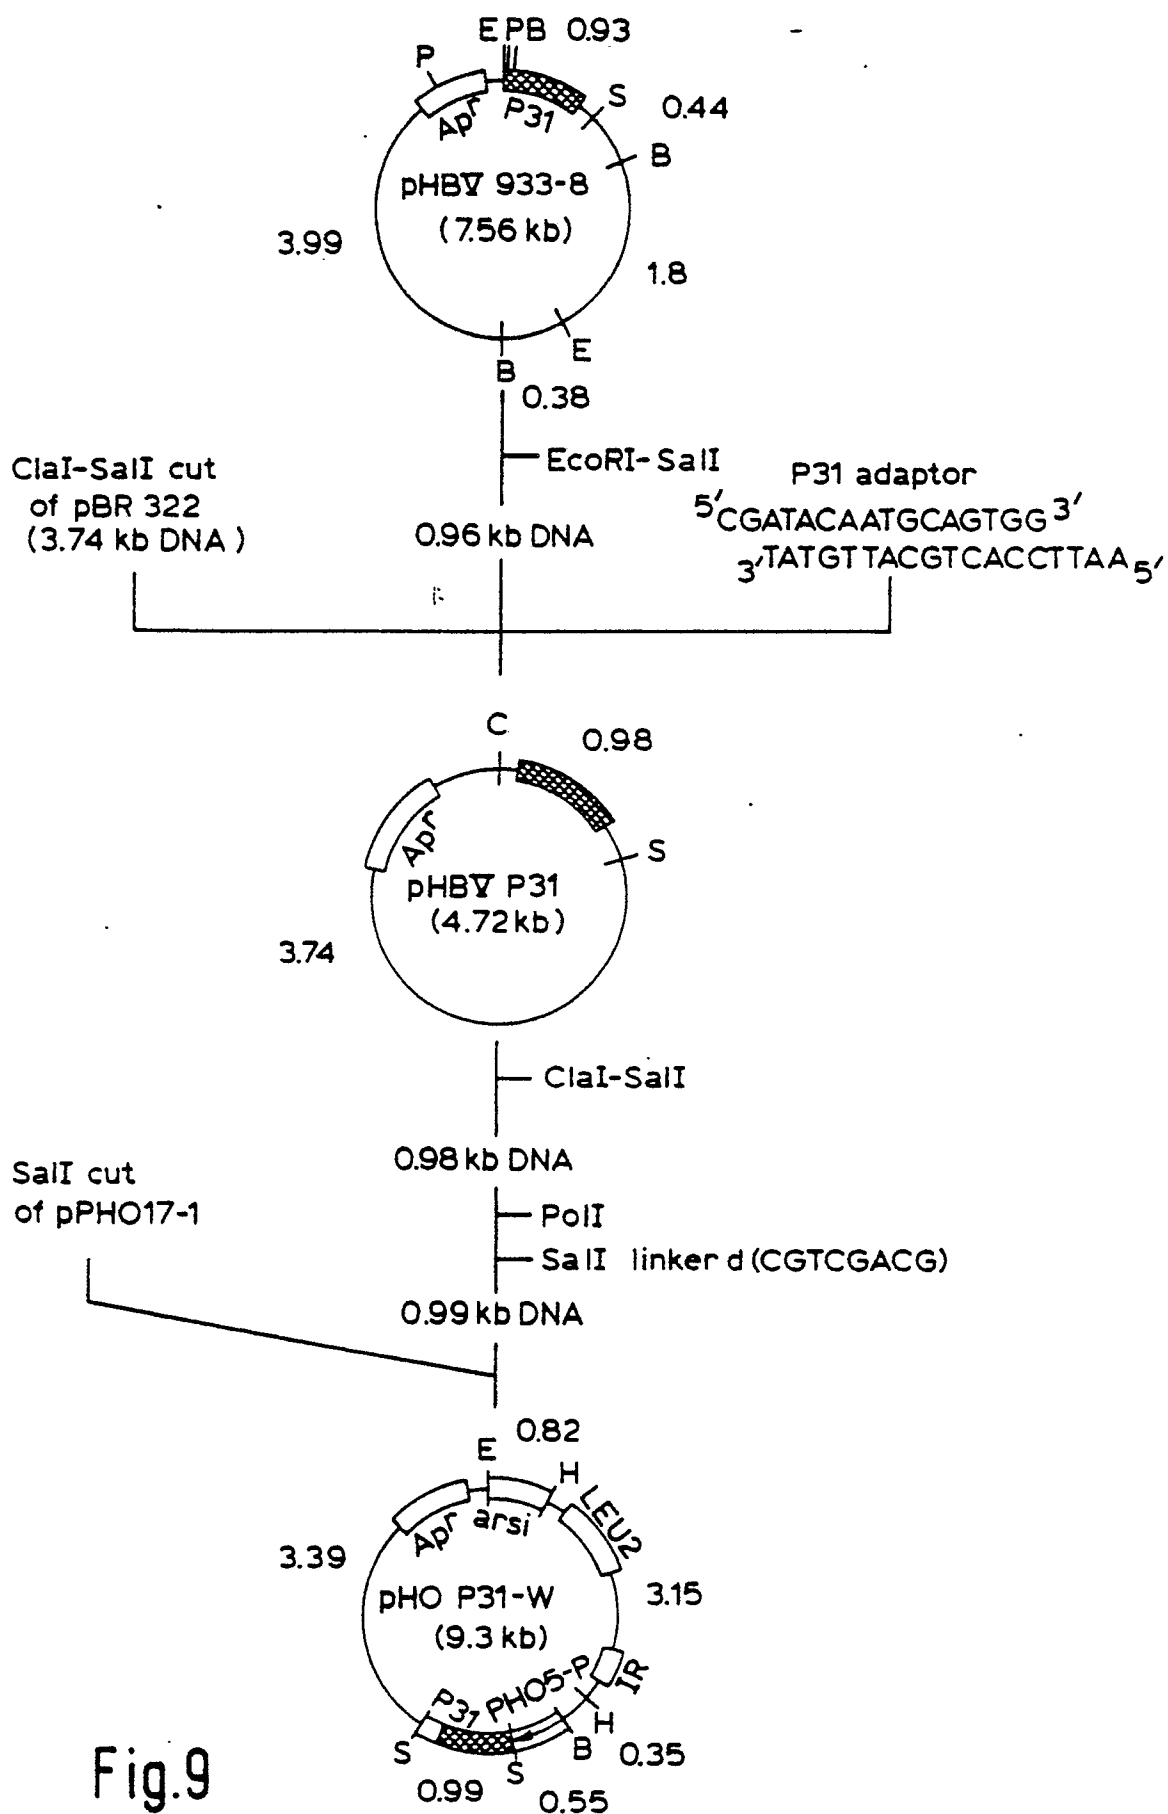 E P B 0.93
P
S
0.44
Apr
P31
B
pHBV 933-8
(7.56 kb)
3.99
1.8
E
B
0.38
ClaI-SalI cut
of pBR 322
(3.74 kb DNA)
EcoRI-SalI
0.96 kb DNA
P31 adaptor
5'CGATACAATGCAGTGG3'
3'TATGTTACGTCACCTTAA5'
C
0.98
Apr
S
pHBV P31
(4.72 kb)
3.74
ClaI-SalI
0.98 kb DNA
SalI cut
of pPHO17-1
PolI
SalI linker d(CGTCGACG)
0.99 kb DNA
0.82
E
H
LEU2
Apr
arsi
3.39
pHO P31-W
(9.3 kb)
3.15
IR
PHO5-P
P31
H
B
0.35
S
S
0.99
0.55
Fig.9